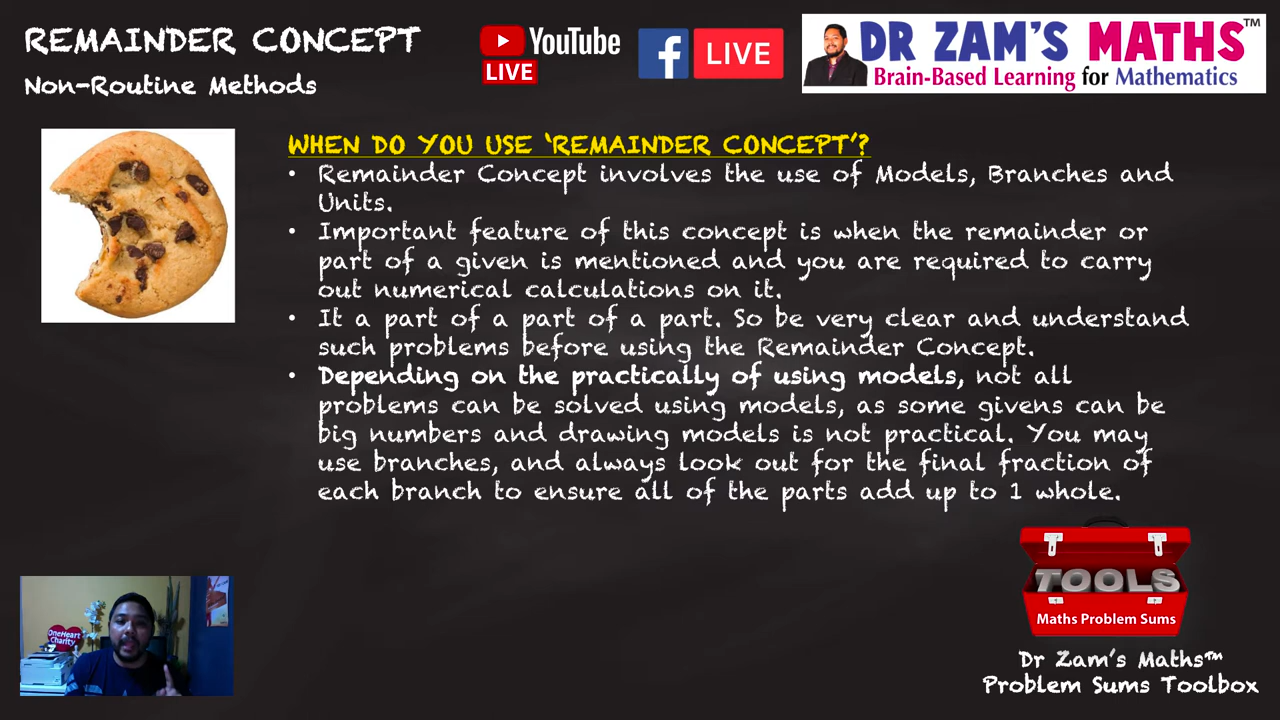 REMAINDER CONCEPT
Non-Routine Methods
YouTube
LIVE
f LIVE
DR ZAM'S MATHS™
Brain-Based Learning for Mathematics
WHEN DO YOU USE 'REMAINDER CONCEPT'?
• Remainder Concept involves the use of Models, Branches and
Units.
• Important feature of this concept is when the remainder or
part of a given is mentioned and you are required to carry
out numerical calculations on it.
• It a part of a part of a part. So be very clear and understand
such problems before using the Remainder Concept.
• Depending on the practically of using models, not all
problems can be solved using models, as some givens can be
big numbers and drawing models is not practical. You may
use branches, and always look out for the final fraction of
each branch to ensure all of the parts add up to 1 whole.
OneHeart
Charity
TOOLS
Maths Problem Sums
Dr Zam's Maths™
Problem Sums Toolbox